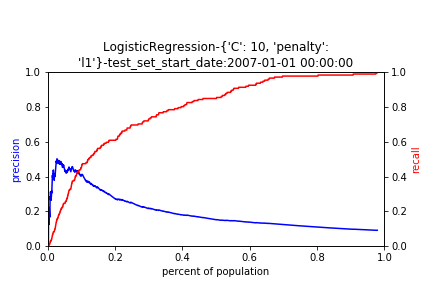 LogisticRegression-{'C': 10, 'penalty':
'l1'}-test_set_start_date:2007-01-01 00:00:00
1.0 1.0
0.8 0.8
0.6 0.6
precision recall
0.4 0.4
0.2 0.2
0.0 0.0
0.0 0.2 0.4 0.6 0.8 1.0
percent of population